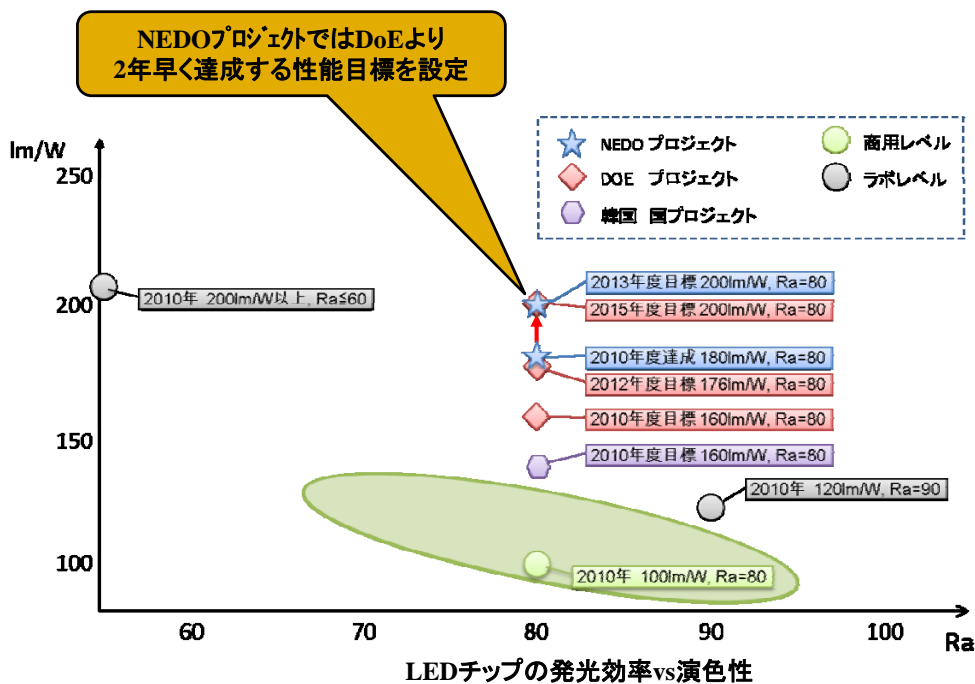 NEDOプロジェクトではDoEより
2年早く達成する性能目標を設定
lm/W
250
200
150
100
NEDO プロジェクト
DOE プロジェクト
韓国 国プロジェクト
商用レベル
ラボレベル
2010年 200lm/W以上, Ra≦60
2013年度目標 200lm/W, Ra=80
2015年度目標 200lm/W, Ra=80
2010年度達成 180lm/W, Ra=80
2012年度目標 176lm/W, Ra=80
2010年度目標 160lm/W, Ra=80
2010年度目標 160lm/W, Ra=80
2010年 120lm/W, Ra=90
2010年 100lm/W, Ra=80
60 70 80 90 100
Ra
LEDチップの発光効率vs演色性